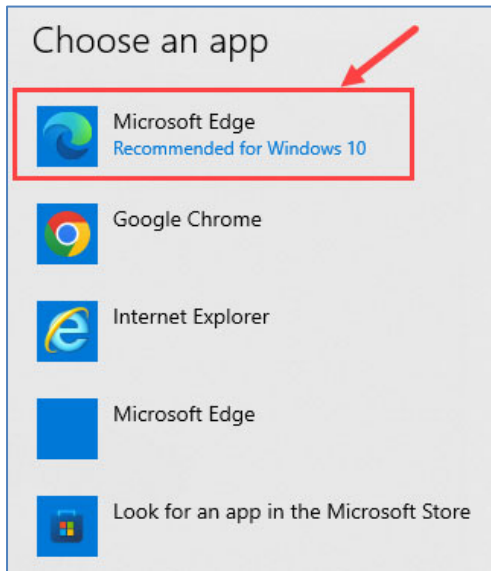 Choose an app
Microsoft Edge
Recommended for Windows 10
Google Chrome
Internet Explorer
Microsoft Edge
Look for an app in the Microsoft Store